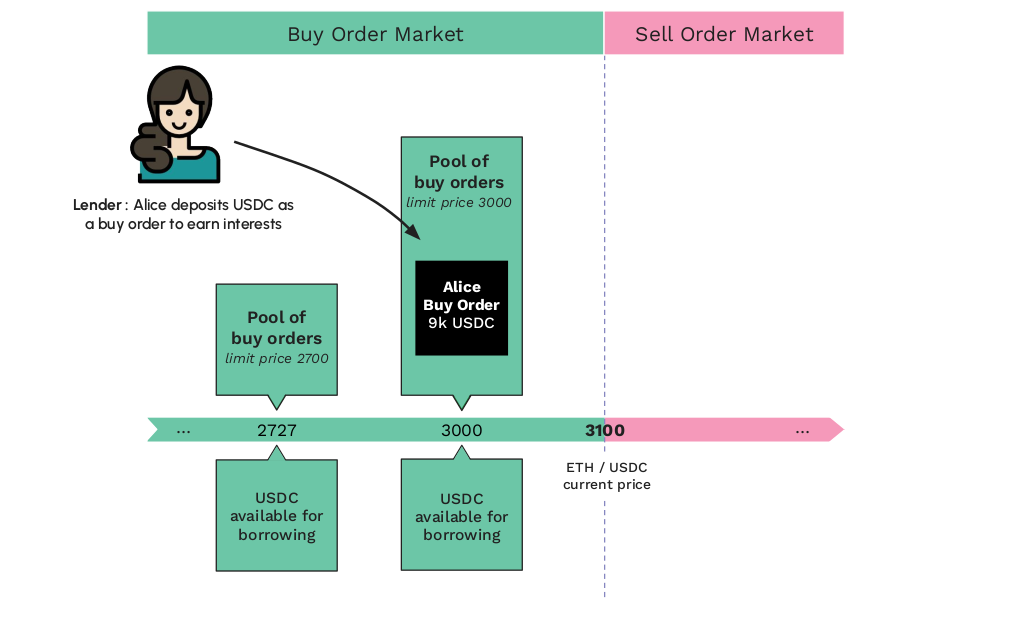 Buy Order Market
Sell Order Market
Lender : Alice deposits USDC as
a buy order to earn interests
Pool of
buy orders
limit price 3000
Alice
Buy Order
9k USDC
Pool of
buy orders
limit price 2700
...
2727
3000
3100
...
ETH / USDC
current price
USDC
available for
borrowing
USDC
available for
borrowing